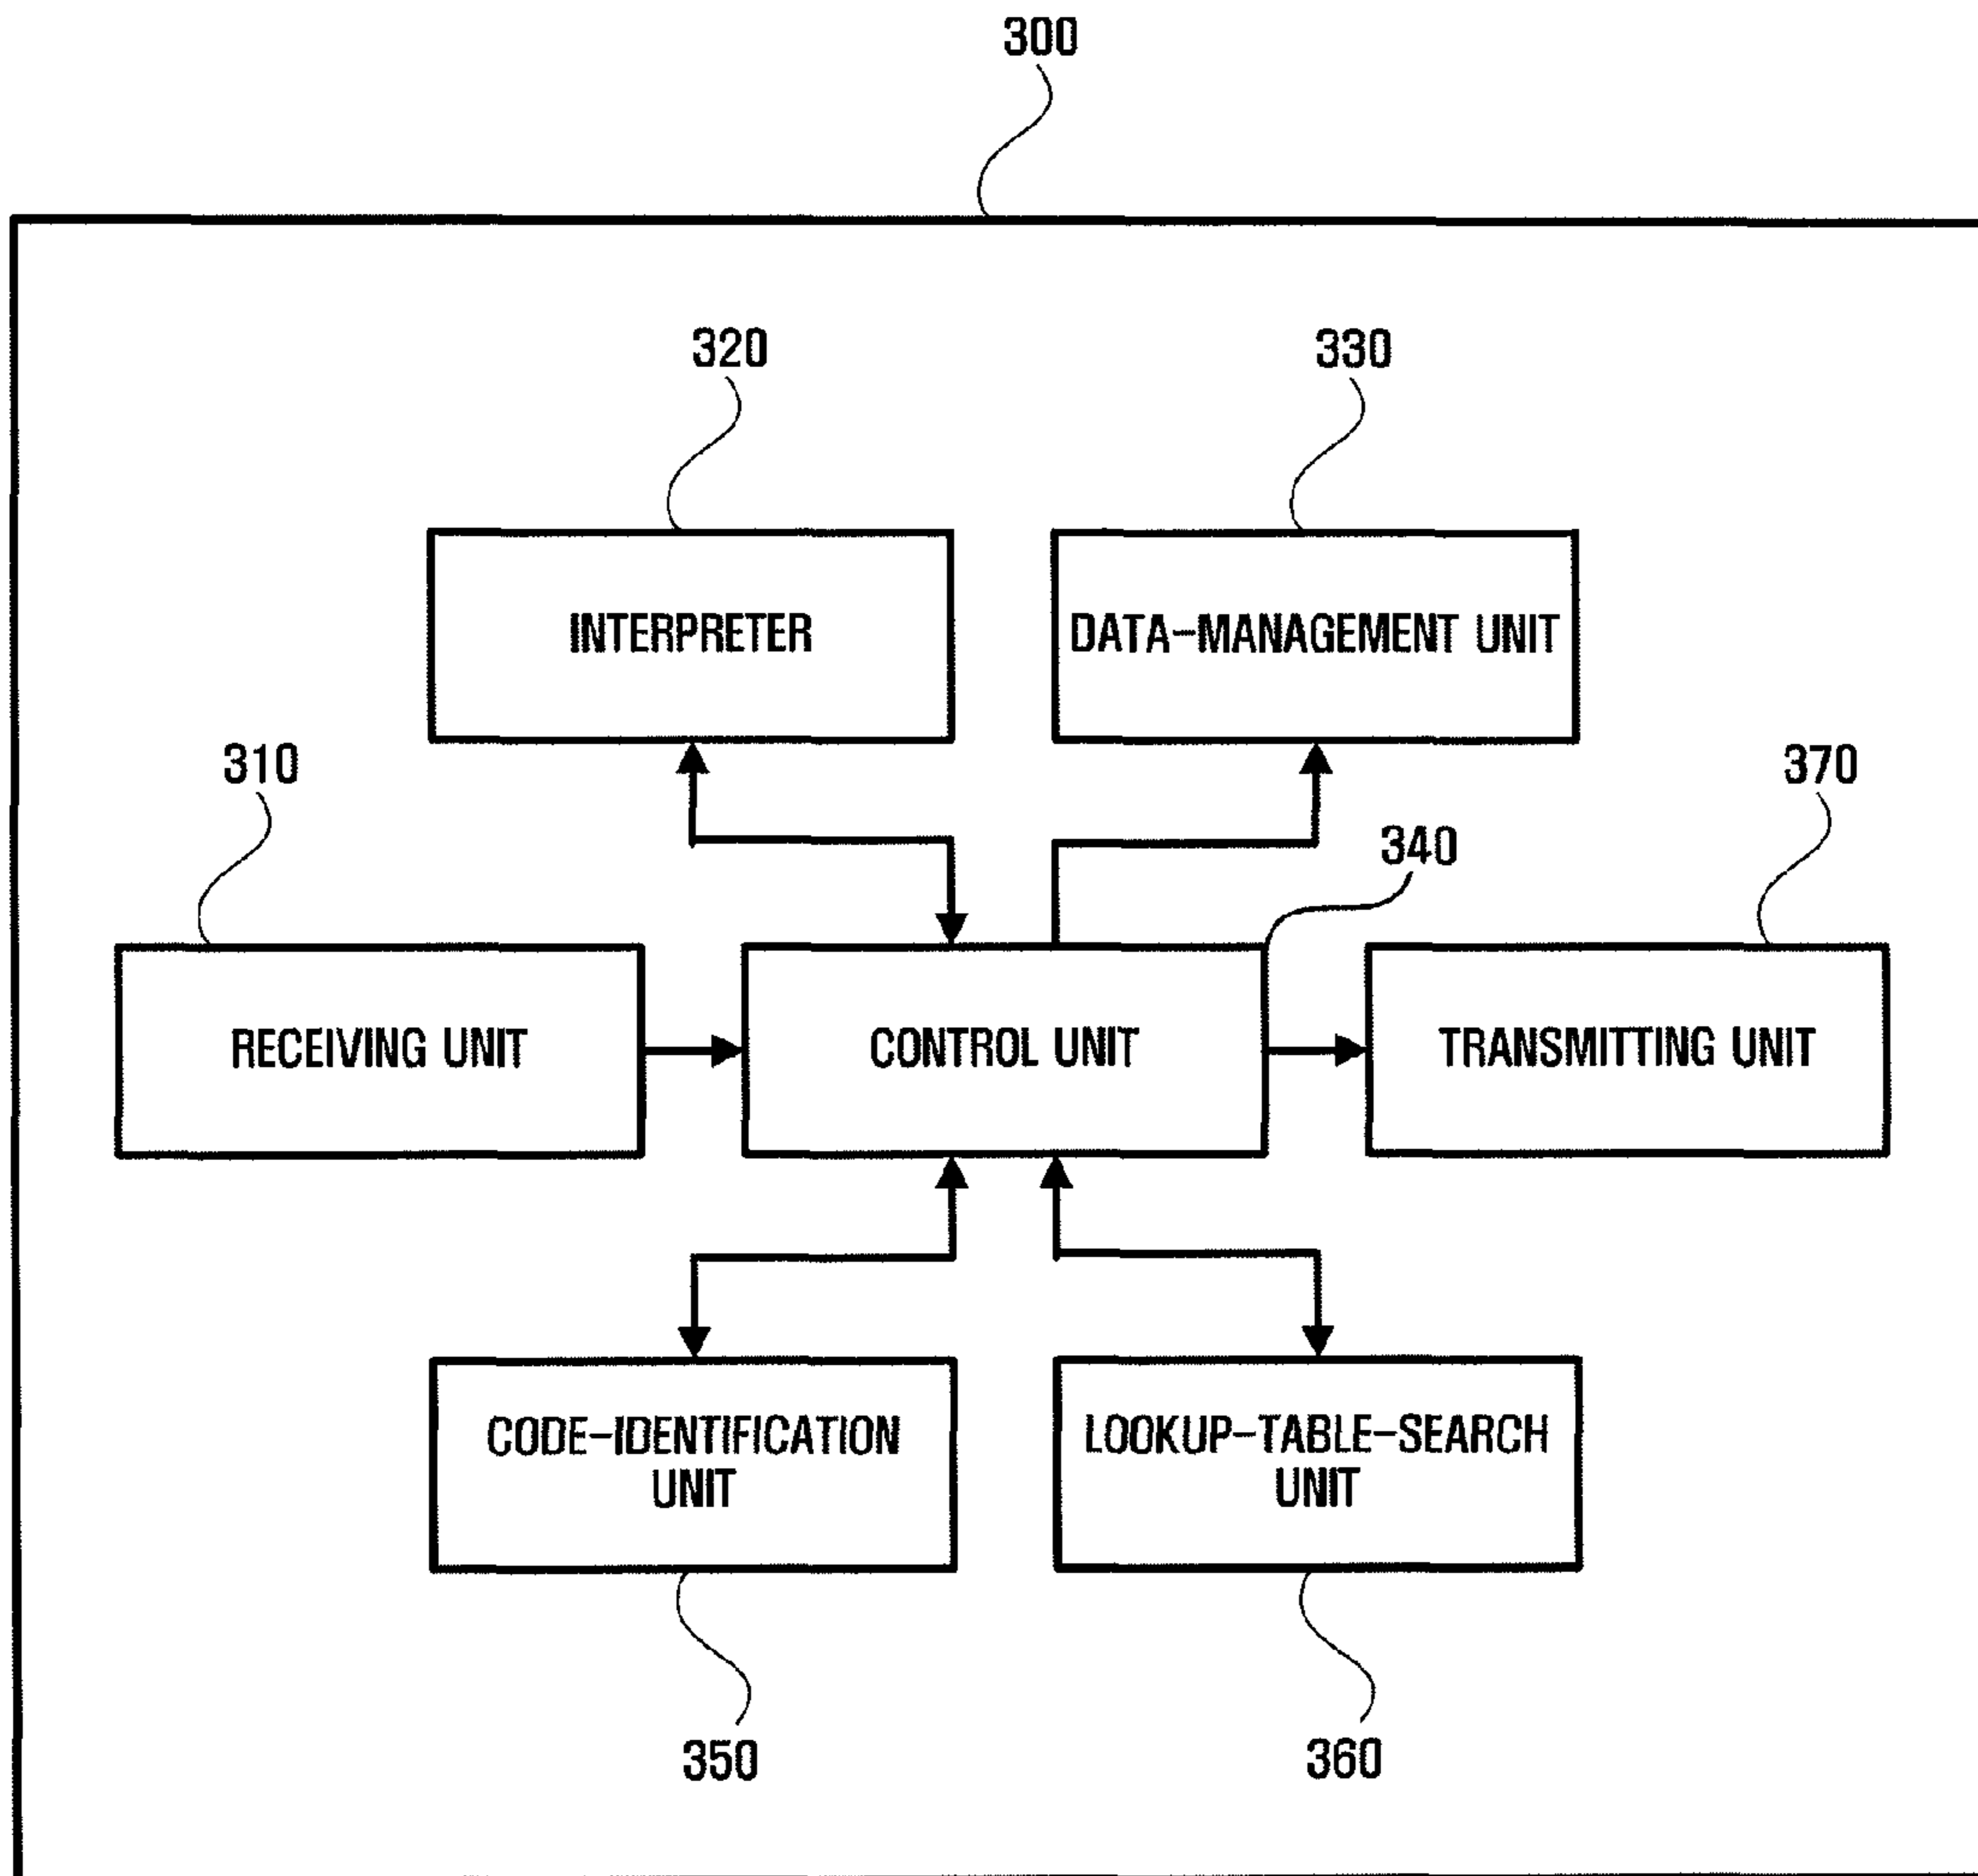 300
320
330
INTERPRETER
DATA-MANAGEMENT UNIT
310
370
340
RECEIVING UNIT
CONTROL UNIT
TRANSMITTING UNIT
CODE-IDENTIFICATION
UNIT
LOOKUP-TABLE-SEARCH
UNIT
350
360